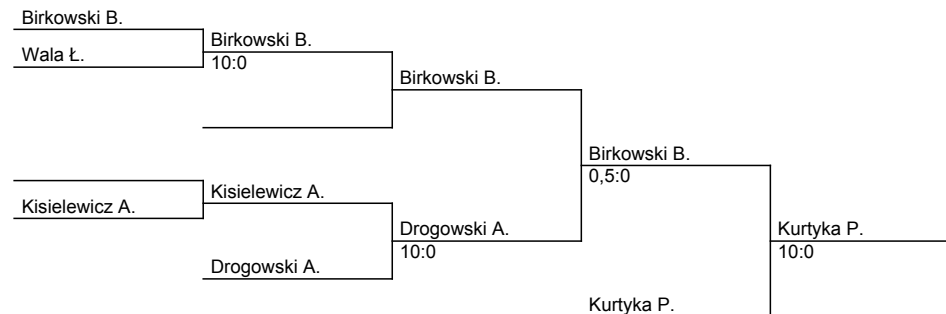 Birkowski B.
Wala Ł.
Birkowski B.
10:0
Birkowski B.
Birkowski B.
0,5:0
Kisielewicz A.
Kisielewicz A.
Drogowski A.
10:0
Drogowski A.
Kurtyka P.
10:0
Kurtyka P.